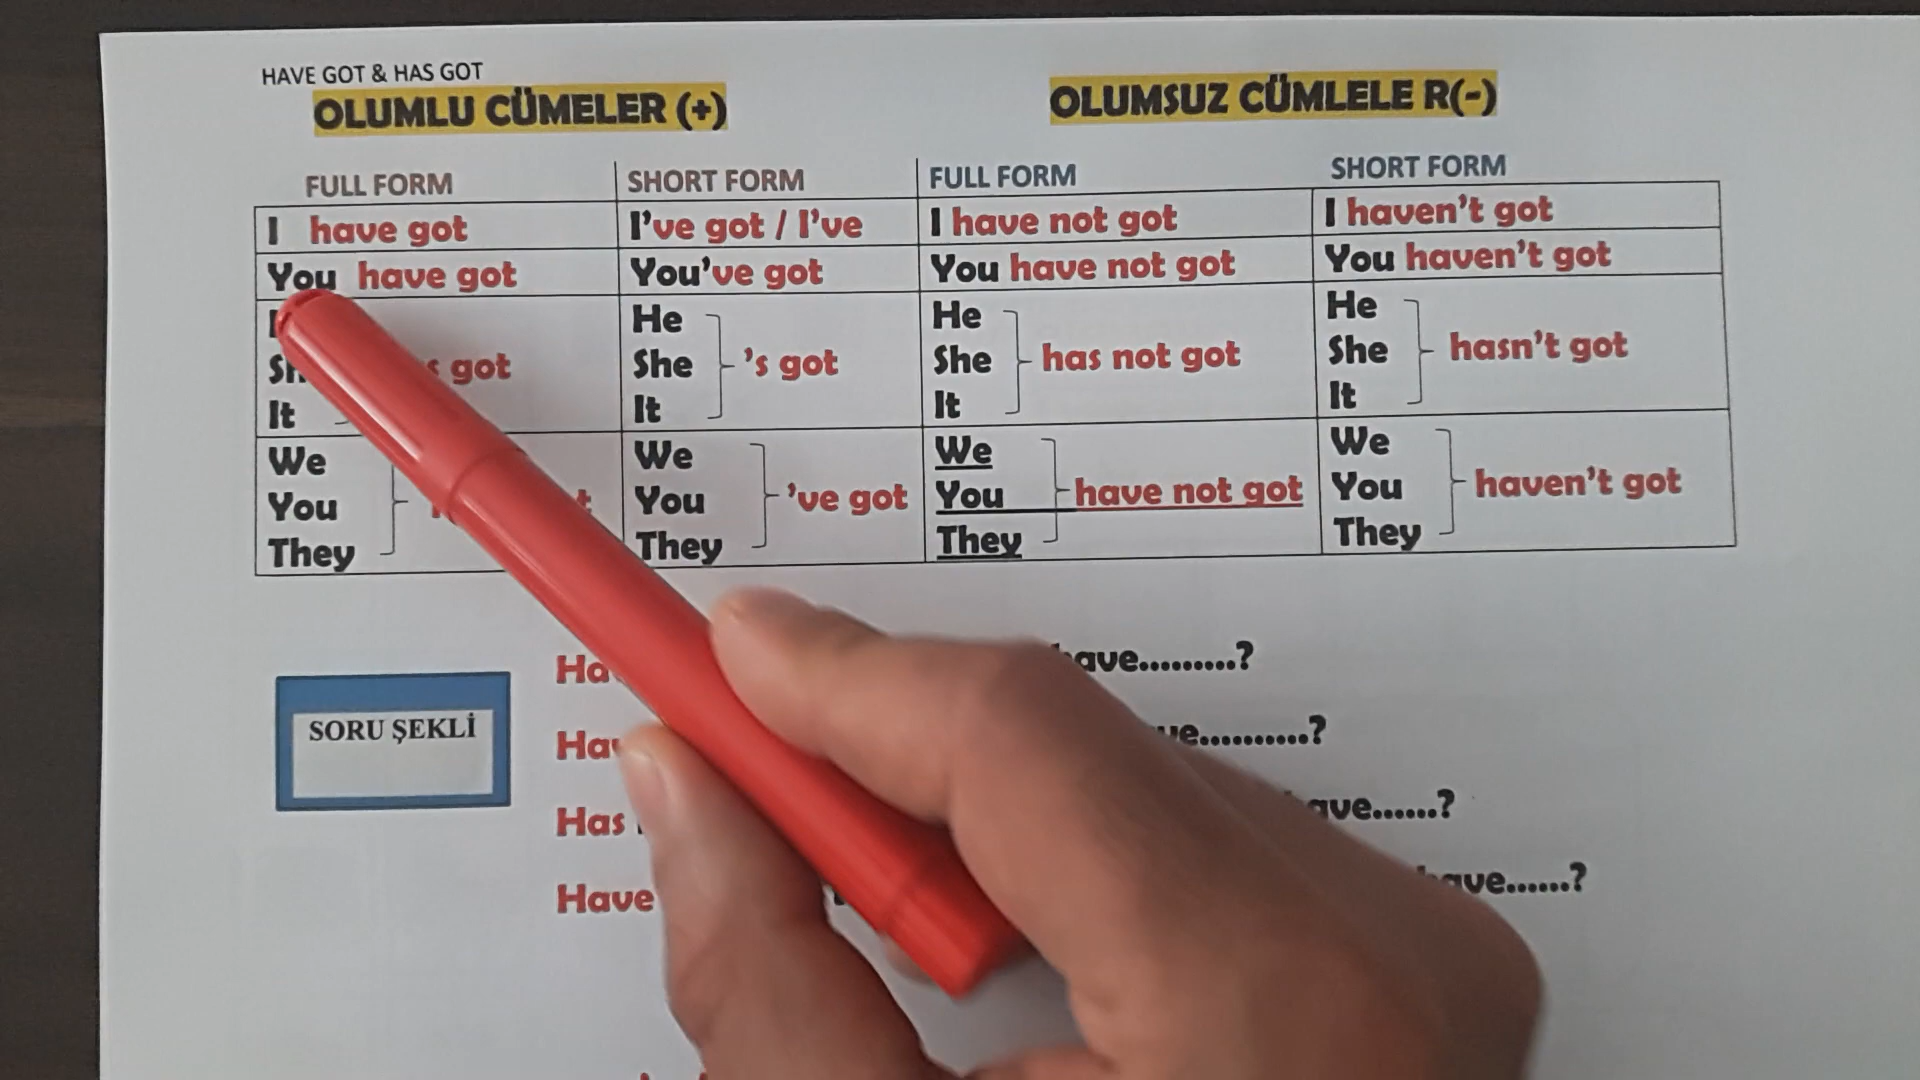 HAVE GOT & HAS GOT
OLUMLU CÜMELER (+) OLUMSUZ CÜMLELE R(-)
FULL FORM SHORT FORM FULL FORM SHORT FORM
I have got I've got / I've I have not got I haven't got
You have got You've got You have not got You haven't got
He He He
got She 's got She has not got She hasn't got
It It It It
We We We We
You You 've got You have not got You haven't got
They They They They
SORU ŞEKLİ
Has
Have